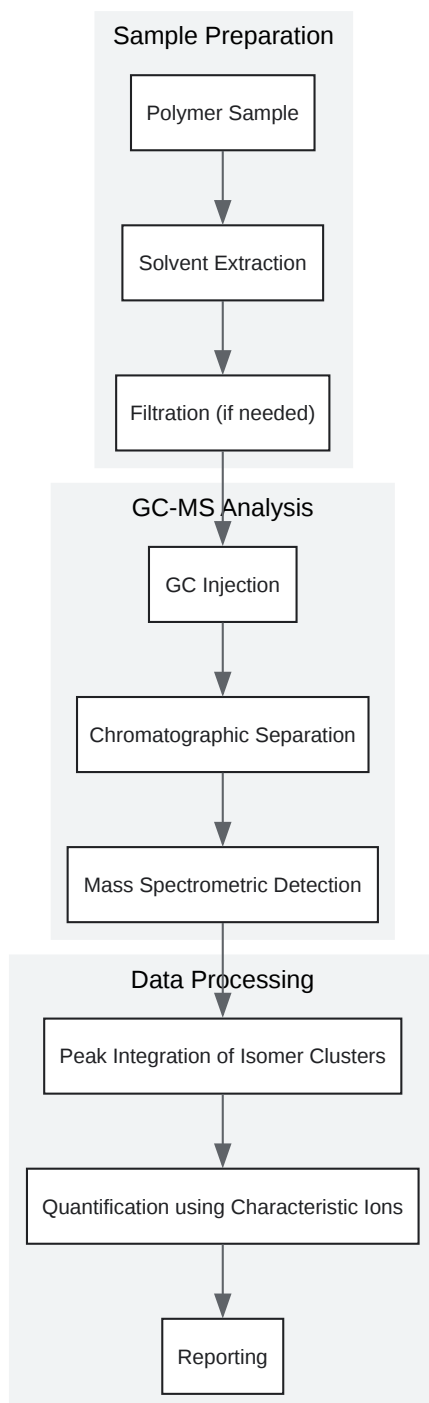 Sample Preparation
Polymer Sample
Solvent Extraction
Filtration (if needed)
GC-MS Analysis
GC Injection
Chromatographic Separation
Mass Spectrometric Detection
Data Processing
Peak Integration of Isomer Clusters
Quantification using Characteristic Ions
Reporting